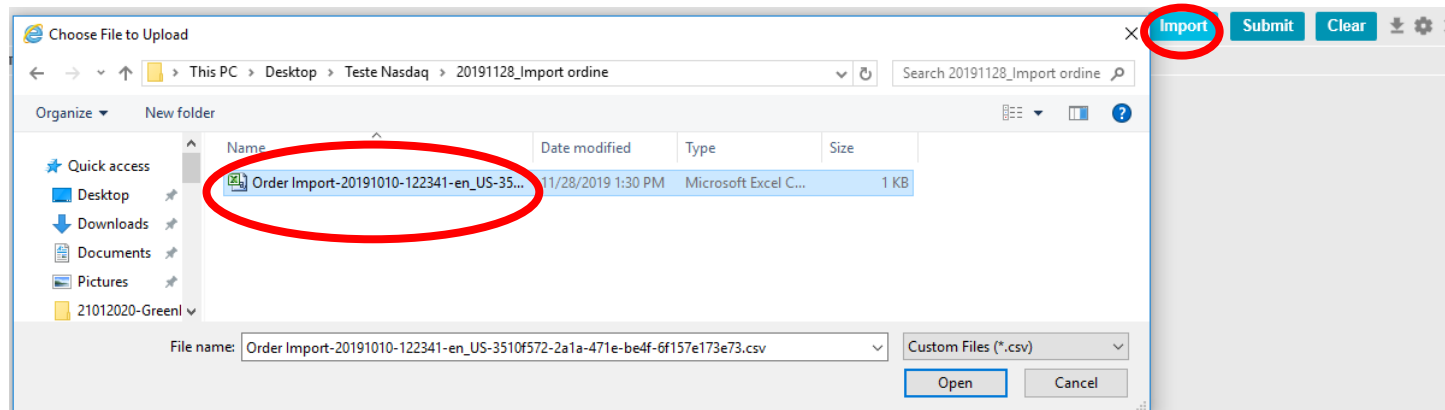 Choose File to Upload
Import Submit Clear
This PC > Desktop > Teste Nasdaq > 20191128_Import ordine
Search 20191128_Import ordine
Organize New folder
Name Date modified Type Size
Quick access
Order Import-20191010-122341-en_US-35... 11/28/2019 1:30 PM Microsoft Excel C... 1 KB
Desktop
Downloads
Documents
Pictures
21012020-Greenl
File name: Order Import-20191010-122341-en_US-3510f572-2a1a-471e-be4f-6f157e173e73.csv Custom Files (*.csv)
Open Cancel